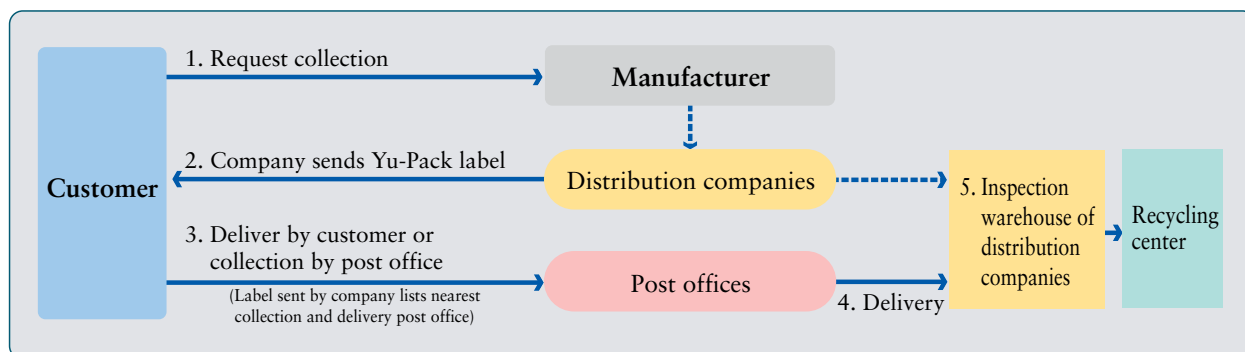 1. Request collection
Manufacturer
Customer
2. Company sends Yu-Pack label
Distribution companies
3. Deliver by customer or
collection by post office
(Label sent by company lists nearest
collection and delivery post office)
Post offices
4. Delivery
5. Inspection
warehouse of
distribution
companies
Recycling
center